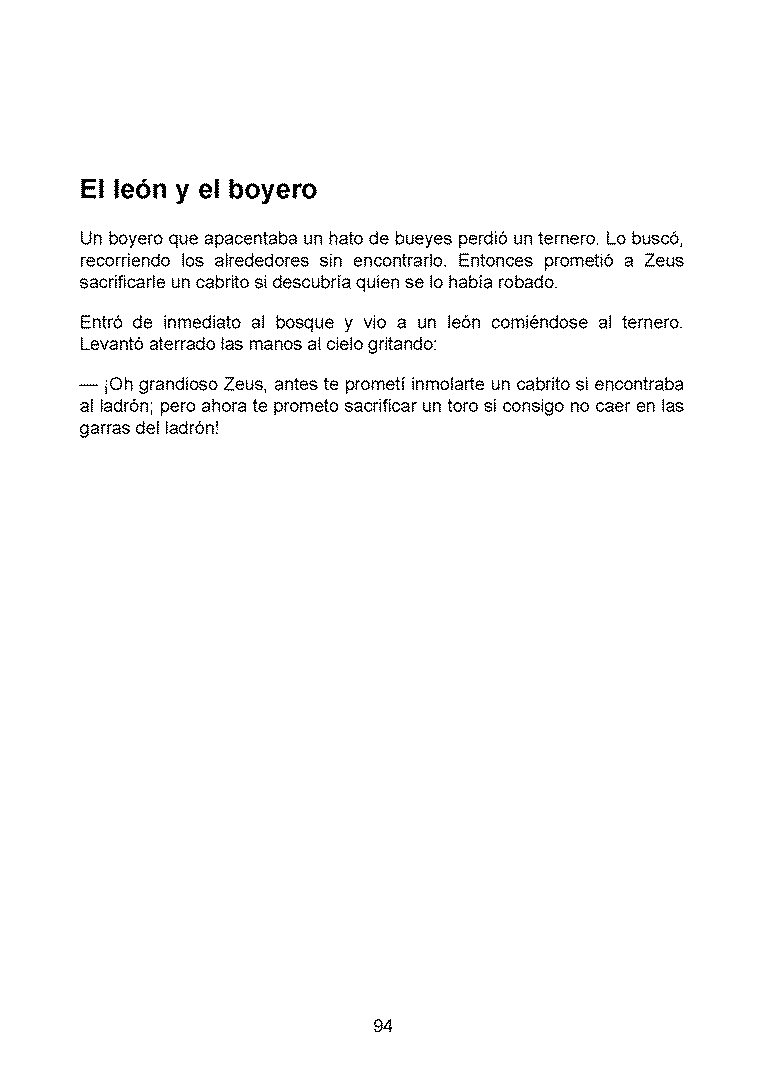 El león y el boyero
Un boyero que apacentaba un hato de bueyes perdió un ternero. Lo buscó,
recorriendo los alrededores sin encontrarlo. Entonces prometió a Zeus
sacrificarle un cabrito si descubría quien se lo había robado.
Entró de inmediato al bosque y vio a un león comiéndose al ternero.
Levantó aterrado las manos al cielo gritando:
— ¡Oh grandioso Zeus, antes te prometí inmolarte un cabrito si encontraba
al ladrón; pero ahora te prometo sacrificar un toro si consigo no caer en las
garras del ladrón!
94